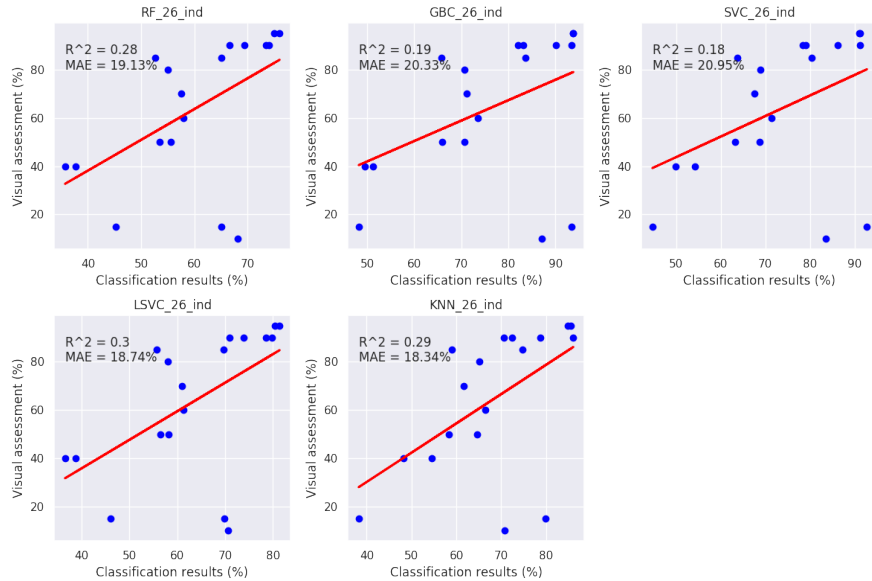 RF_26_ind
R^2 = 0.28
MAE = 19.13%
Visual assessment (%)
80
60
40
20
40
50
60
70
Classification results (%)
GBC_26_ind
R^2 = 0.19
MAE = 20.33%
Visual assessment (%)
80
60
40
20
50
60
70
80
90
Classification results (%)
SVC_26_ind
R^2 = 0.18
MAE = 20.95%
Visual assessment (%)
80
60
40
20
50
60
70
80
90
Classification results (%)
LSVC_26_ind
R^2 = 0.3
MAE = 18.74%
Visual assessment (%)
80
60
40
20
40
50
60
70
80
Classification results (%)
KNN_26_ind
R^2 = 0.29
MAE = 18.34%
Visual assessment (%)
80
60
40
20
40
50
60
70
80
Classification results (%)